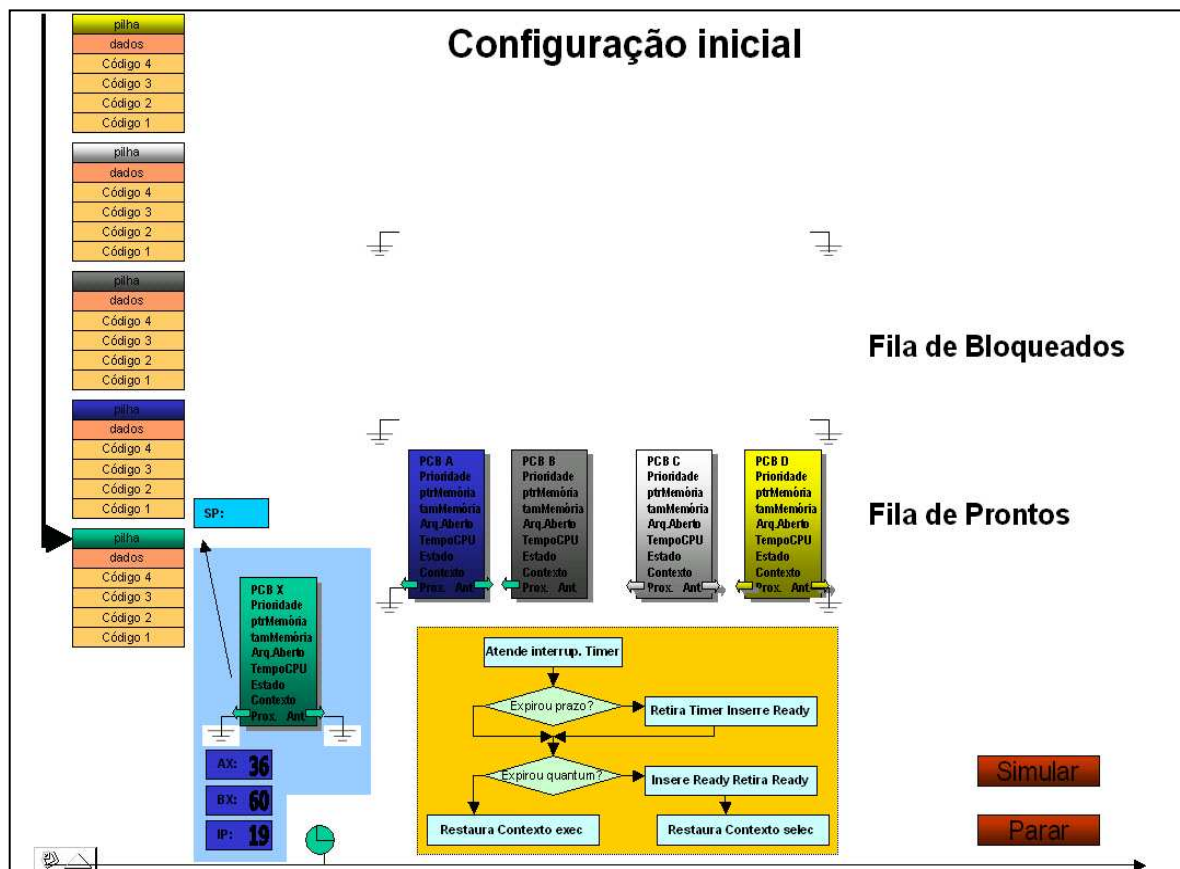 Configuração inicial
pilha
dados
Código 4
Código 3
Código 2
Código 1
pilha
dados
Código 4
Código 3
Código 2
Código 1
pilha
dados
Código 4
Código 3
Código 2
Código 1
pilha
dados
Código 4
Código 3
Código 2
Código 1
pilha
dados
Código 4
Código 3
Código 2
Código 1
SP:
PCB X
Prioridade
ptrMemória
tamMemória
Arq.Aberto
TempoCPU
Estado
Contexto
Prox. Ant
AX: 36
BX: 60
IP: 19
Fila de Bloqueados
PCB A
Prioridade
ptrMemória
tamMemória
Arq.Aberto
TempoCPU
Estado
Contexto
Prox. Ant
PCB B
Prioridade
ptrMemória
tamMemória
Arq.Aberto
TempoCPU
Estado
Contexto
Prox. Ant
PCB C
Prioridade
ptrMemória
tamMemória
Arq.Aberto
TempoCPU
Estado
Contexto
Prox. Ant
PCB D
Prioridade
ptrMemória
tamMemória
Arq.Aberto
TempoCPU
Estado
Contexto
Prox. Ant
Fila de Prontos
Atende interrup. Timer
Expirou prazo?
Retira Timer Inserre Ready
Expirou quantum?
Insere Ready Retira Ready
Restaura Contexto exec
Restaura Contexto selec
Simular
Parar